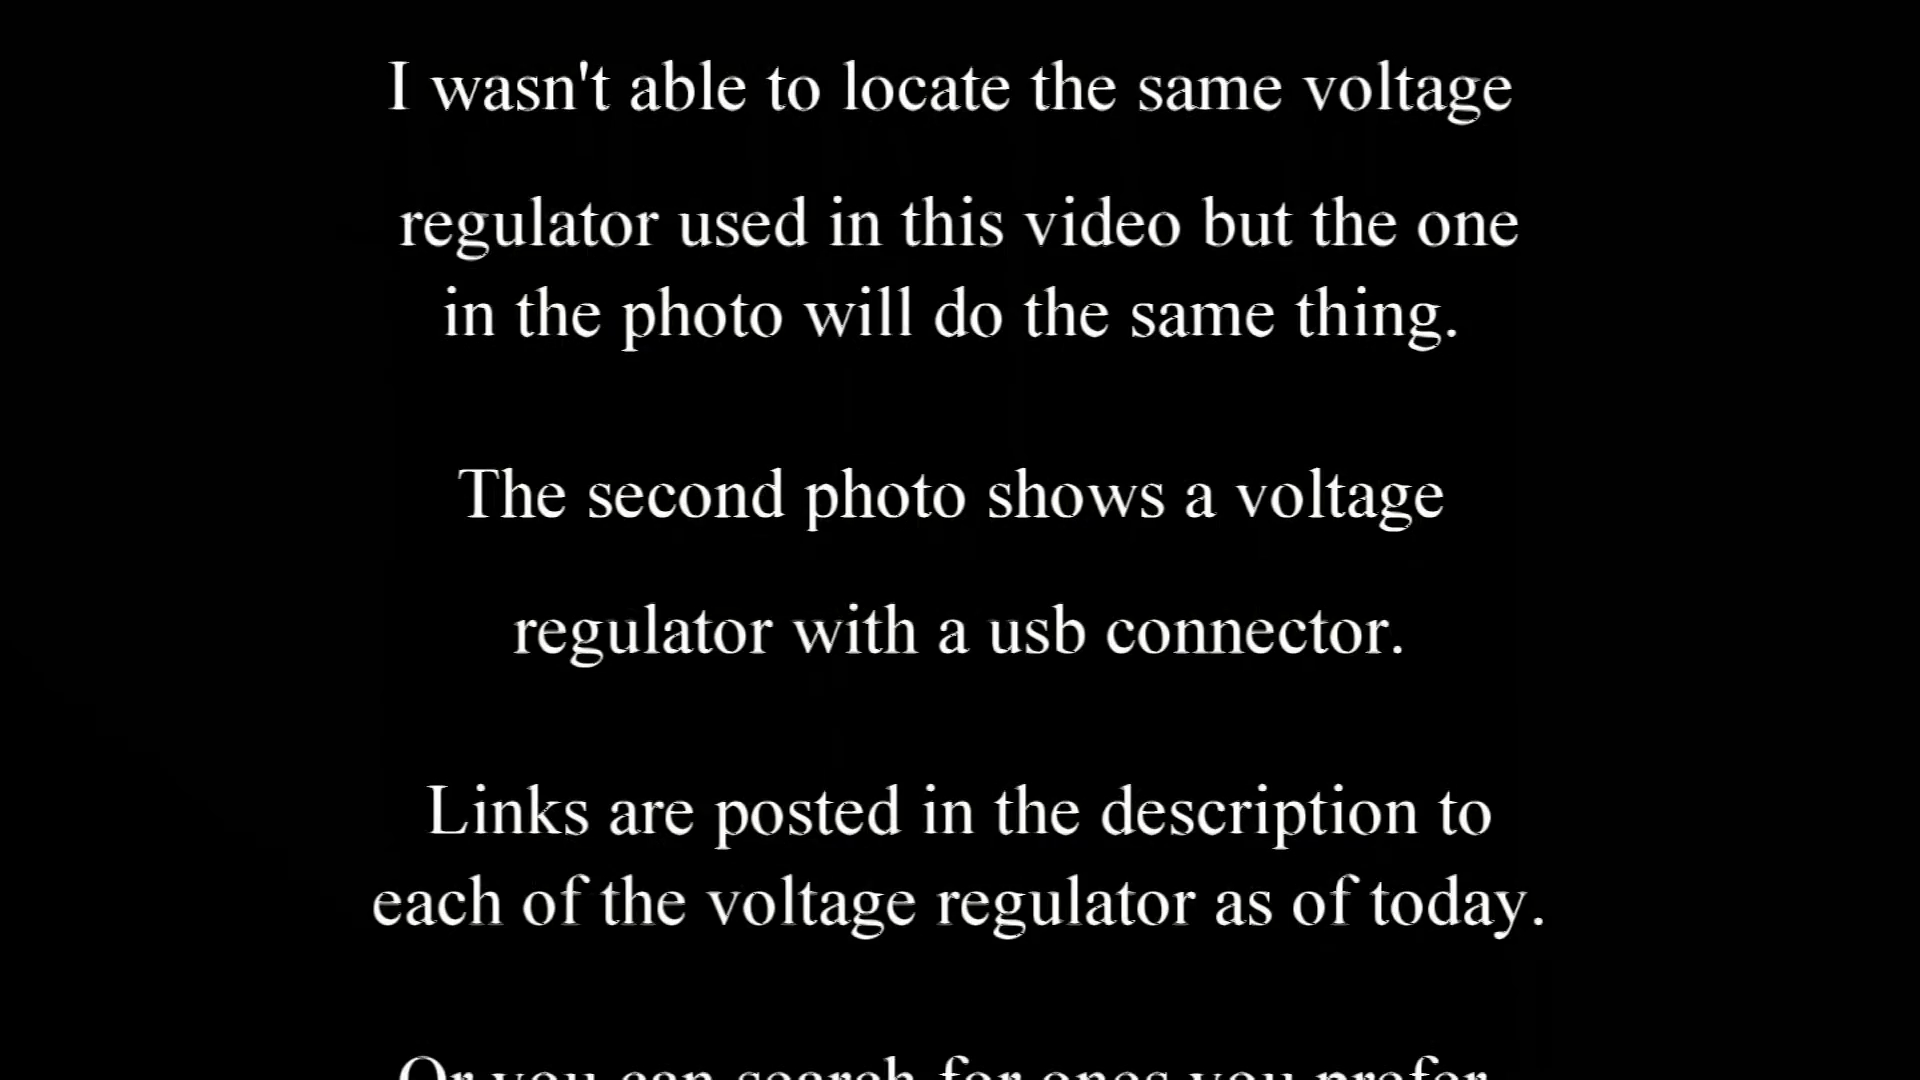 I wasn't able to locate the same voltage
regulator used in this video but the one
in the photo will do the same thing.
The second photo shows a voltage
regulator with a usb connector.
Links are posted in the description to
each of the voltage regulator as of today.
Or you can search for ones you prefer